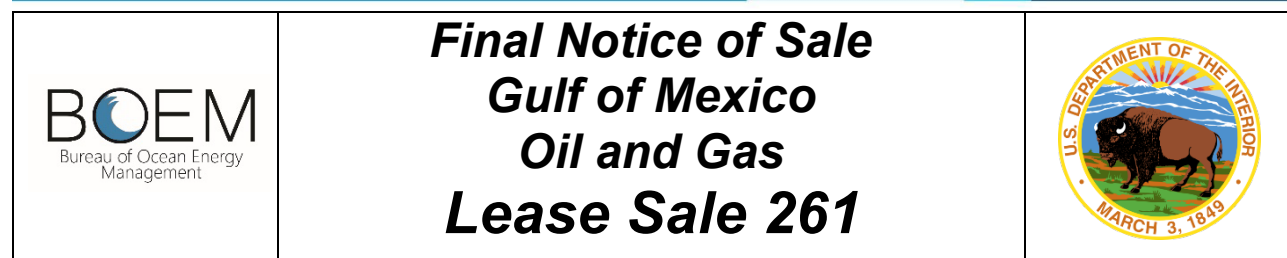 BOEM
Bureau of Ocean Energy
Management
Final Notice of Sale
Gulf of Mexico
Oil and Gas
Lease Sale 261
U.S. DEPARTMENT OF THE INTERIOR
MARCH 3, 1849